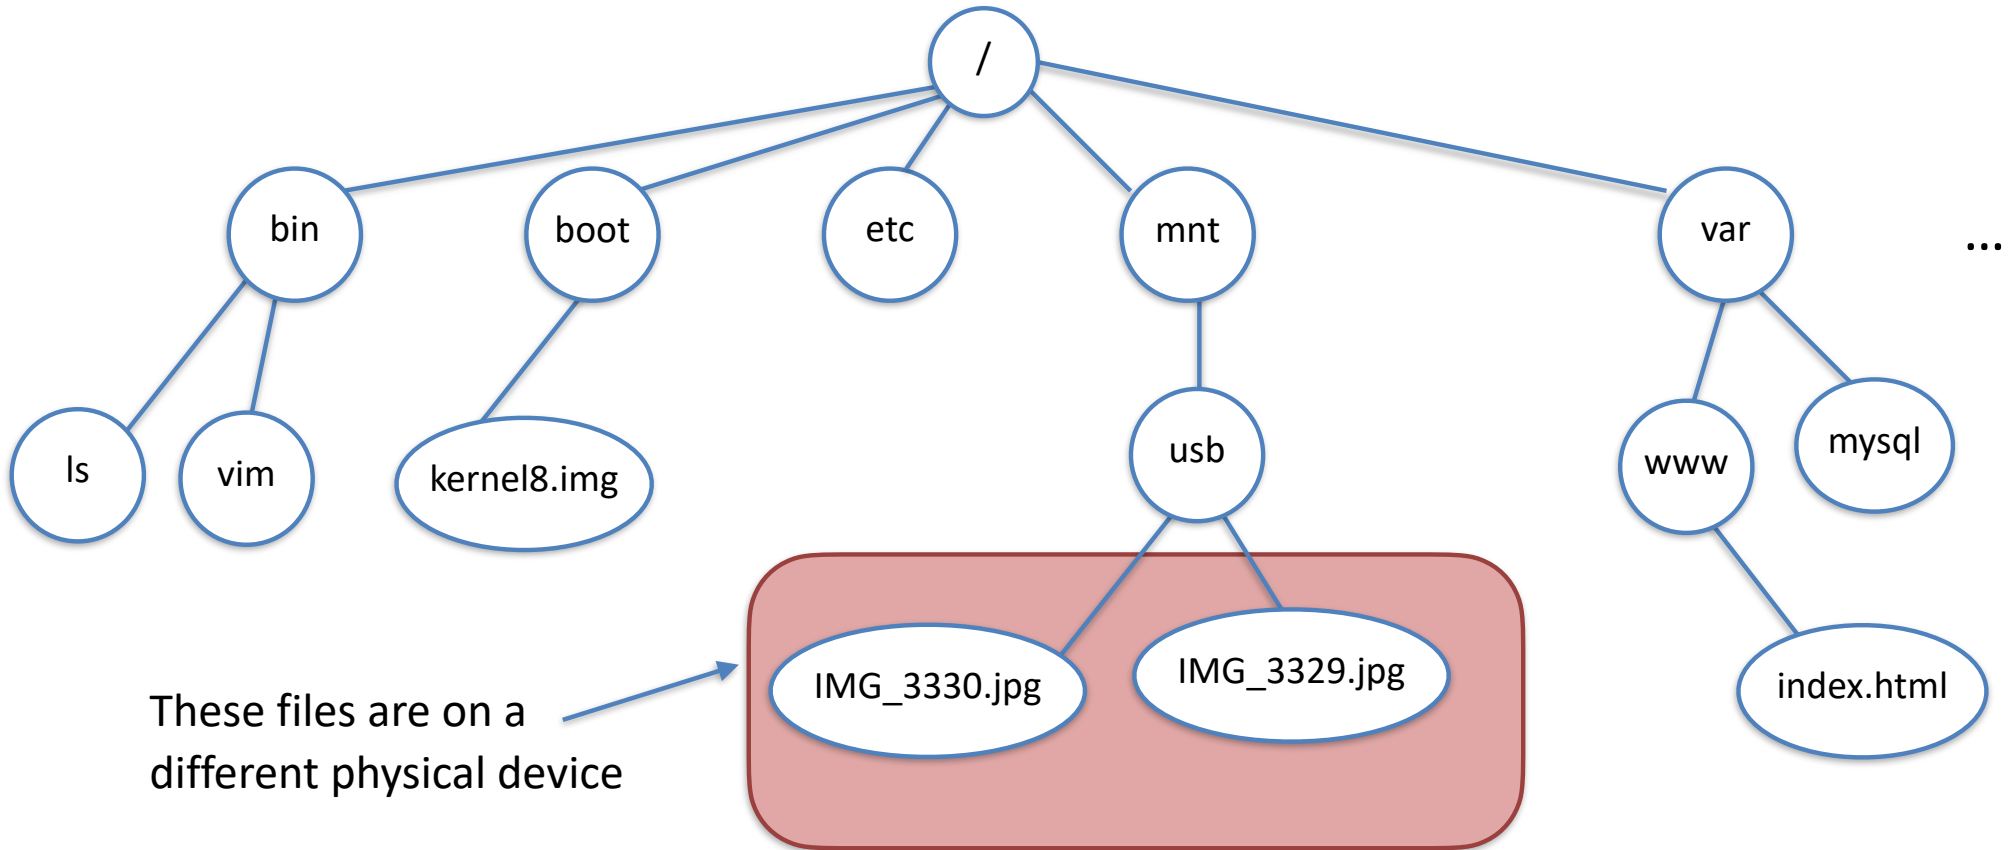 /
bin
boot
etc
mnt
var
...
ls
vim
kernel8.img
usb
www
mysql
IMG_3330.jpg
IMG_3329.jpg
index.html
These files are on a
different physical device